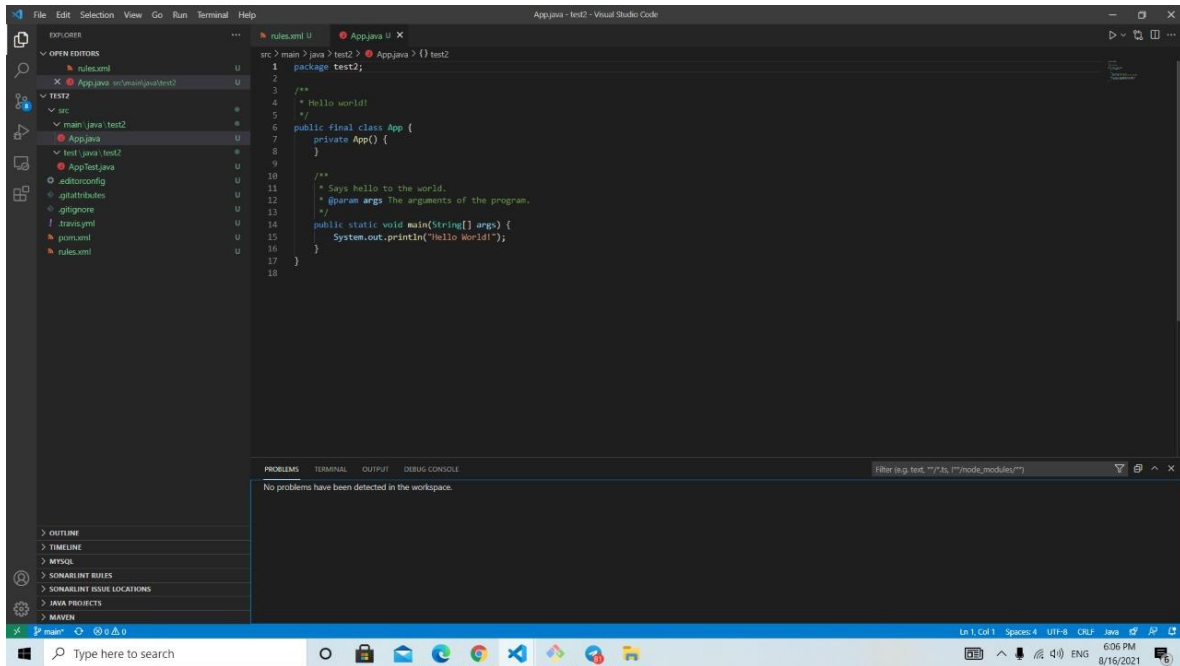 File Edit Selection View Go Run Terminal Help
App.java - test2 - Visual Studio Code
EXPLORER
OPEN EDITORS
rules.xml U
App.java src\main\java\test2 U
TEST2
src
main \ java \ test2
App.java U
test \ java \ test2
AppTest.java U
.editorconfig U
.gitattributes U
.gitignore U
.travis.yml U
pom.xml U
rules.xml U
OUTLINE
TIMELINE
MYSQL
SONARLINT RULES
SONARLINT ISSUE LOCATIONS
JAVA PROJECTS
MAVEN
rules.xml U App.java U
src > main > java > test2 > App.java > {} test2
1 package test2;
2
3 /**
4 * Hello world!
5 */
6 public final class App {
7 private App() {
8 }
9
10 /**
11 * Says hello to the world.
12 * @param args The arguments of the program.
13 */
14 public static void main(String[] args) {
15 System.out.println("Hello World!");
16 }
17 }
18
PROBLEMS TERMINAL OUTPUT DEBUG CONSOLE
Filter (e.g. text, **/*.ts, !**/node_modules/**)
No problems have been detected in the workspace.
main* 0 0
Ln 1, Col 1 Spaces: 4 UTF-8 CRLF Java
Type here to search
ENG
6:06 PM
8/16/2021
6